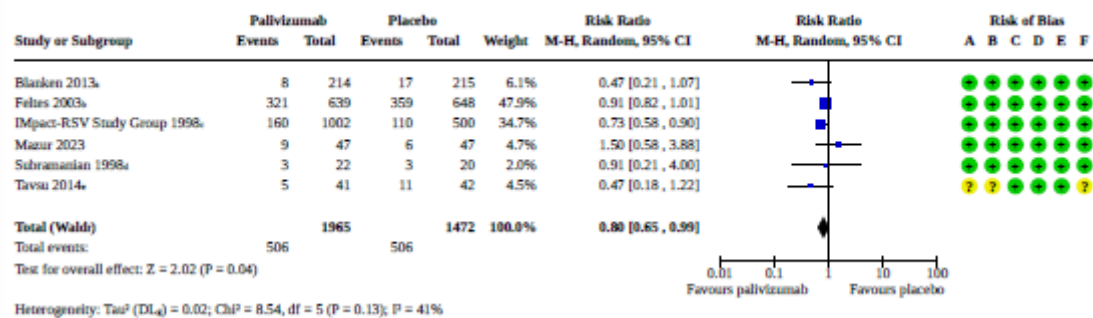 Palivizumab Placebo Risk Ratio Risk Ratio Risk of Bias
Study or Subgroup Events Total Events Total Weight M-H, Random, 95% CI M-H, Random, 95% CI A B C D E F
Blanken 2013a 8 214 17 215 6.1% 0.47 [0.21 , 1.07] + + + + + +
Feltes 2003b 321 639 359 648 47.9% 0.91 [0.82 , 1.01] + + + + + +
IMpact-RSV Study Group 1998c 160 1002 110 500 34.7% 0.73 [0.58 , 0.90] + + + + + +
Mazur 2023 9 47 6 47 4.7% 1.50 [0.58 , 3.88] + + + + + +
Subramanian 1998d 3 22 3 20 2.0% 0.91 [0.21 , 4.00] + + + + + +
Tavsu 2014e 5 41 11 42 4.5% 0.47 [0.18 , 1.22] ? ? + + + ?
Total (Waldf) 1965 1472 100.0% 0.80 [0.65 , 0.99]
Total events: 506 506
Test for overall effect: Z = 2.02 (P = 0.04)
0.01 0.1 1 10 100
Favours palivizumab Favours placebo
Heterogeneity: Tau² (DLg) = 0.02; Chi² = 8.54, df = 5 (P = 0.13); I² = 41%